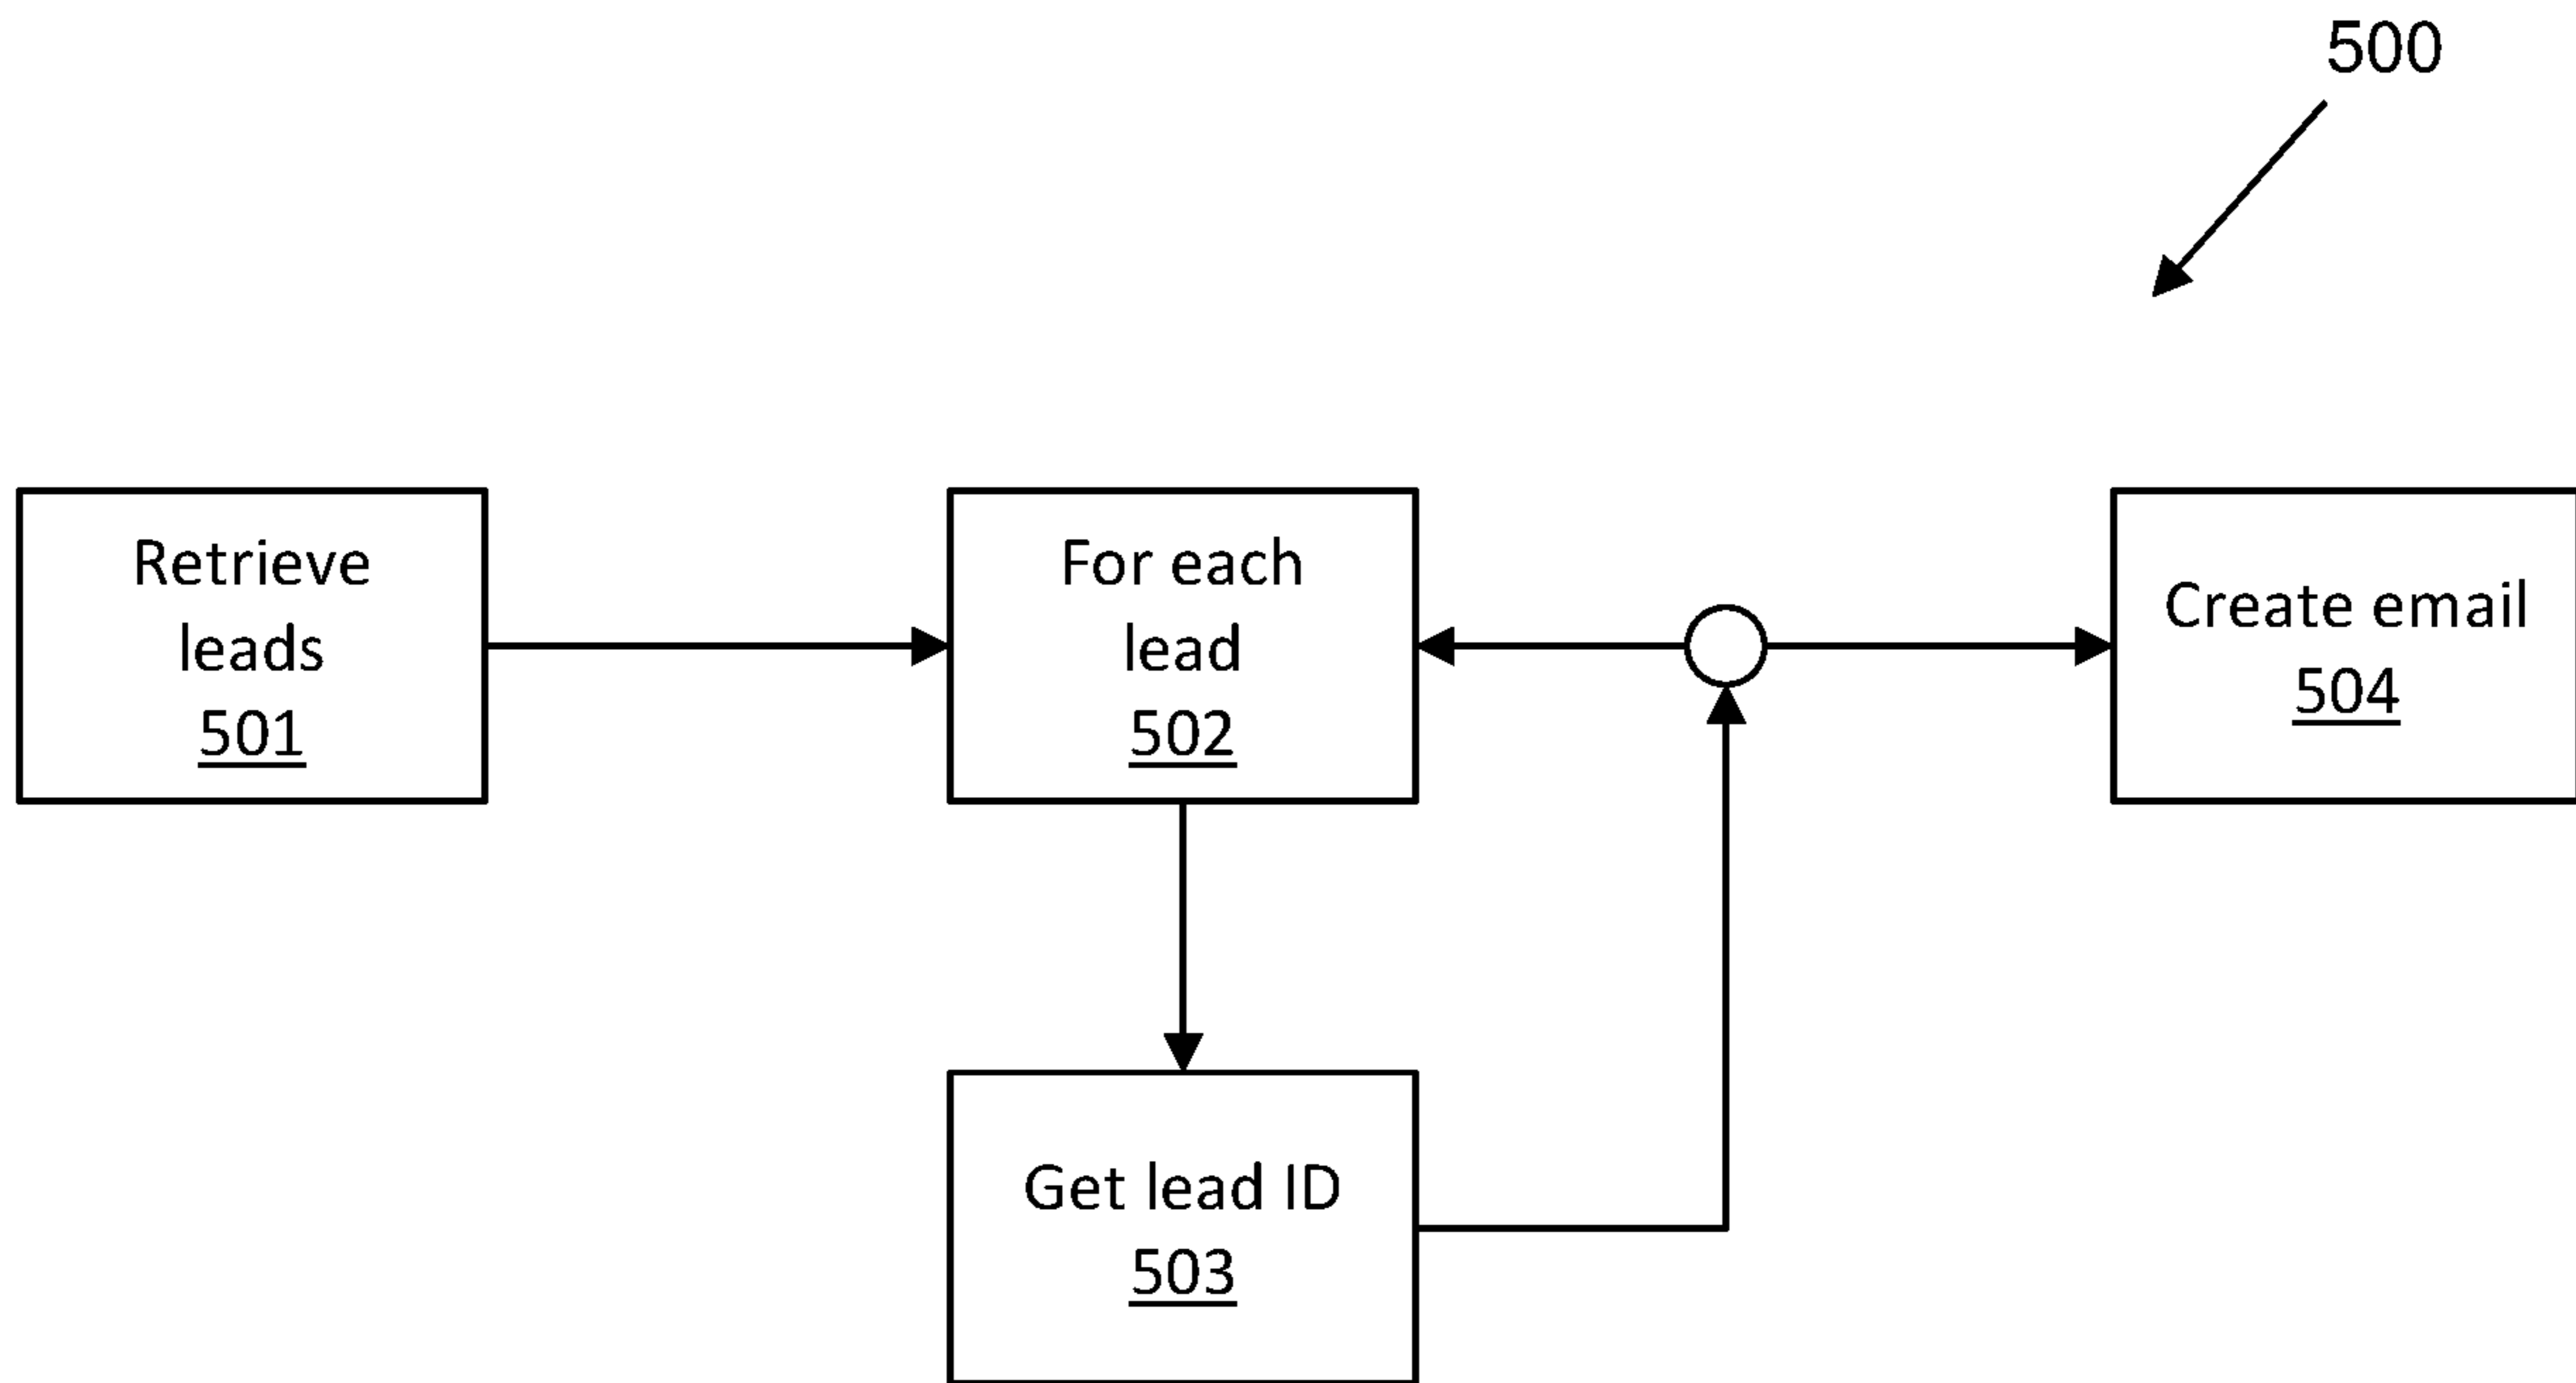 500
Retrieve
leads
501
For each
lead
502
Create email
504
Get lead ID
503